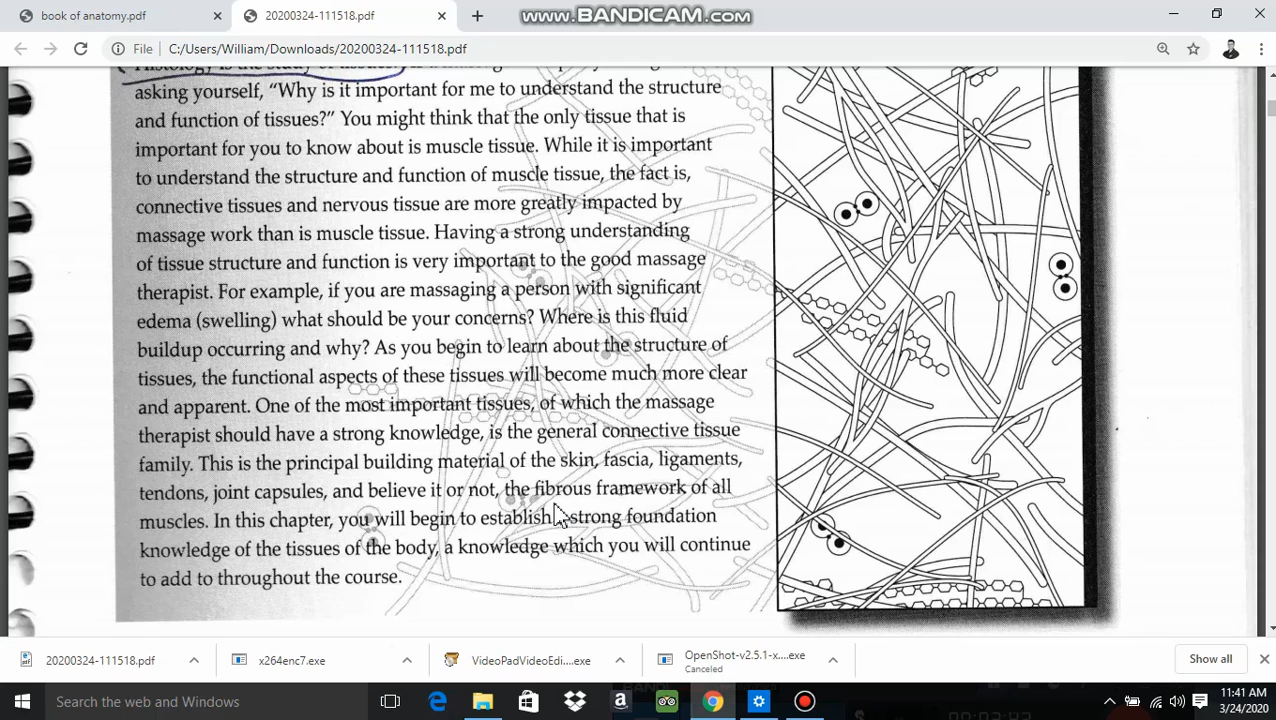 book of anatomy.pdf
20200324-111518.pdf
www.BANDICAM.com
File
C:/Users/William/Downloads/20200324-111518.pdf
Histology is the study of tissues
asking yourself, “Why is it important for me to understand the structure
and function of tissues?” You might think that the only tissue that is
important for you to know about is muscle tissue. While it is important
to understand the structure and function of muscle tissue, the fact is,
connective tissues and nervous tissue are more greatly impacted by
massage work than is muscle tissue. Having a strong understanding
of tissue structure and function is very important to the good massage
therapist. For example, if you are massaging a person with significant
edema (swelling) what should be your concerns? Where is this fluid
buildup occurring and why? As you begin to learn about the structure of
tissues, the functional aspects of these tissues will become much more clear
and apparent. One of the most important tissues, of which the massage
therapist should have a strong knowledge, is the general connective tissue
family. This is the principal building material of the skin, fascia, ligaments,
tendons, joint capsules, and believe it or not, the fibrous framework of all
muscles. In this chapter, you will begin to establish strong foundation
knowledge of the tissues of the body, a knowledge which you will continue
to add to throughout the course.
20200324-111518.pdf
x264enc7.exe
VideoPadVideoEdi....exe
OpenShot-v2.5.1-x....exe
Canceled
Show all
Search the web and Windows
11:41 AM
3/24/2020